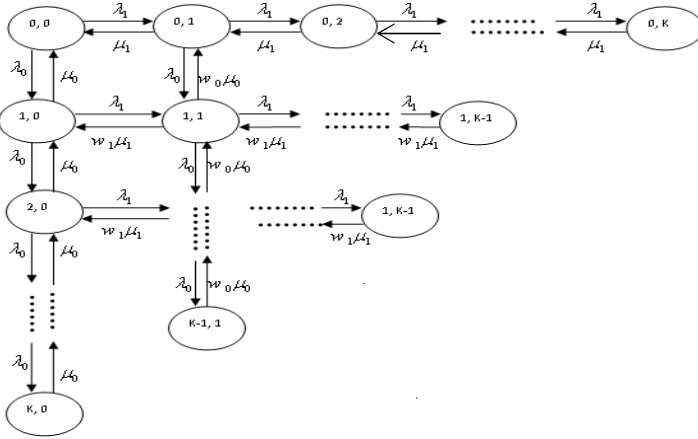 λ₁ λ₁ λ₁ λ₁
0, 0 0, 1 0, 2 0, K
μ₁ μ₁ μ₁ μ₁
λ₀ μ₀ λ₀ w₀μ₀
λ₁ λ₁ λ₁
1, 0 1, 1 1, K-1
w₁μ₁ w₁μ₁ w₁μ₁
λ₀ μ₀ λ₀ w₀μ₀
λ₁ λ₁
2, 0 1, K-1
w₁μ₁ w₁μ₁
λ₀ μ₀ λ₀ w₀μ₀
K-1, 1
λ₀ μ₀
K, 0